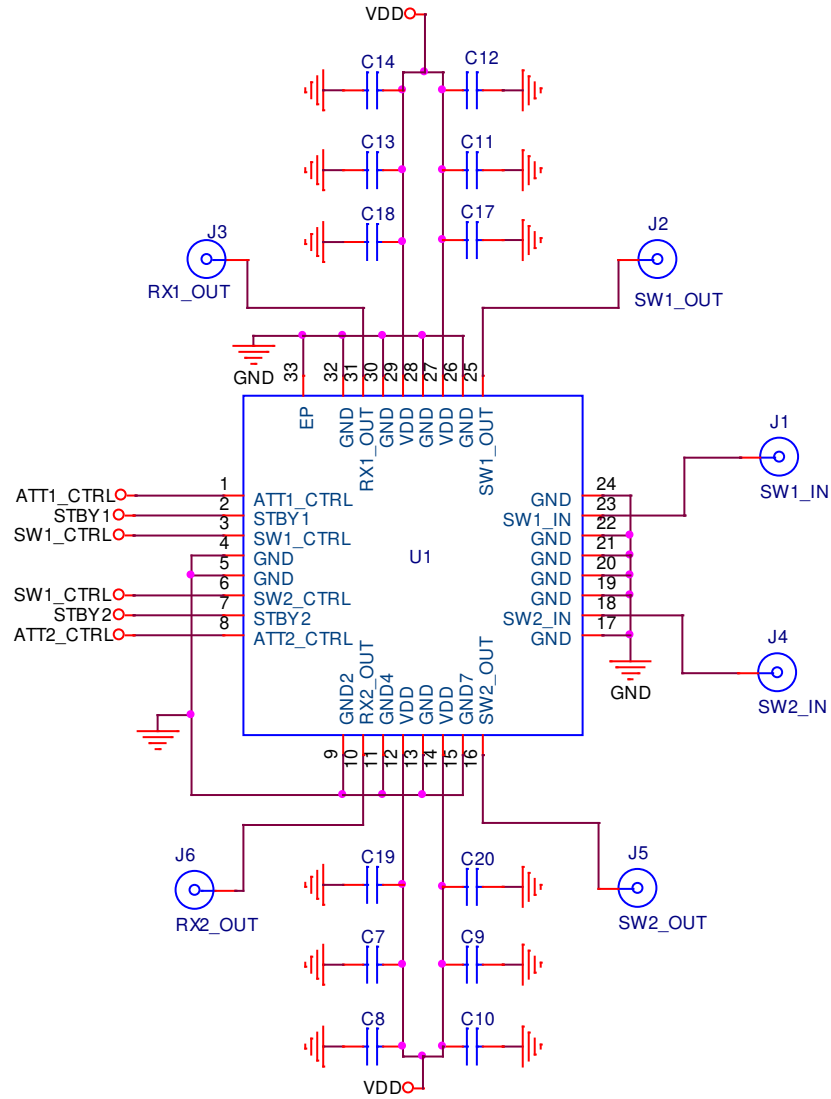 VDD
C14 C12
C13 C11
C18 C17
J3 J2
RX1_OUT SW1_OUT
GND
33 32 31 30 29 28 27 26 25
EP GND RX1_OUT GND VDD GND VDD GND SW1_OUT
J1
SW1_IN
ATT1_CTRL 1 ATT1_CTRL GND 24
STBY1 2 STBY1 SW1_IN 23
SW1_CTRL 3 SW1_CTRL GND 22
4 GND GND 21
U1
5 GND GND 20
SW1_CTRL 6 SW2_CTRL GND 19
STBY2 7 STBY2 SW2_IN 18
ATT2_CTRL 8 ATT2_CTRL GND 17
J4
GND
SW2_IN
GND2 RX2_OUT GND4 VDD GND VDD GND7 SW2_OUT
9 10 11 12 13 14 15 16
J6 J5
RX2_OUT SW2_OUT
C19 C20
C7 C9
C8 C10
VDD